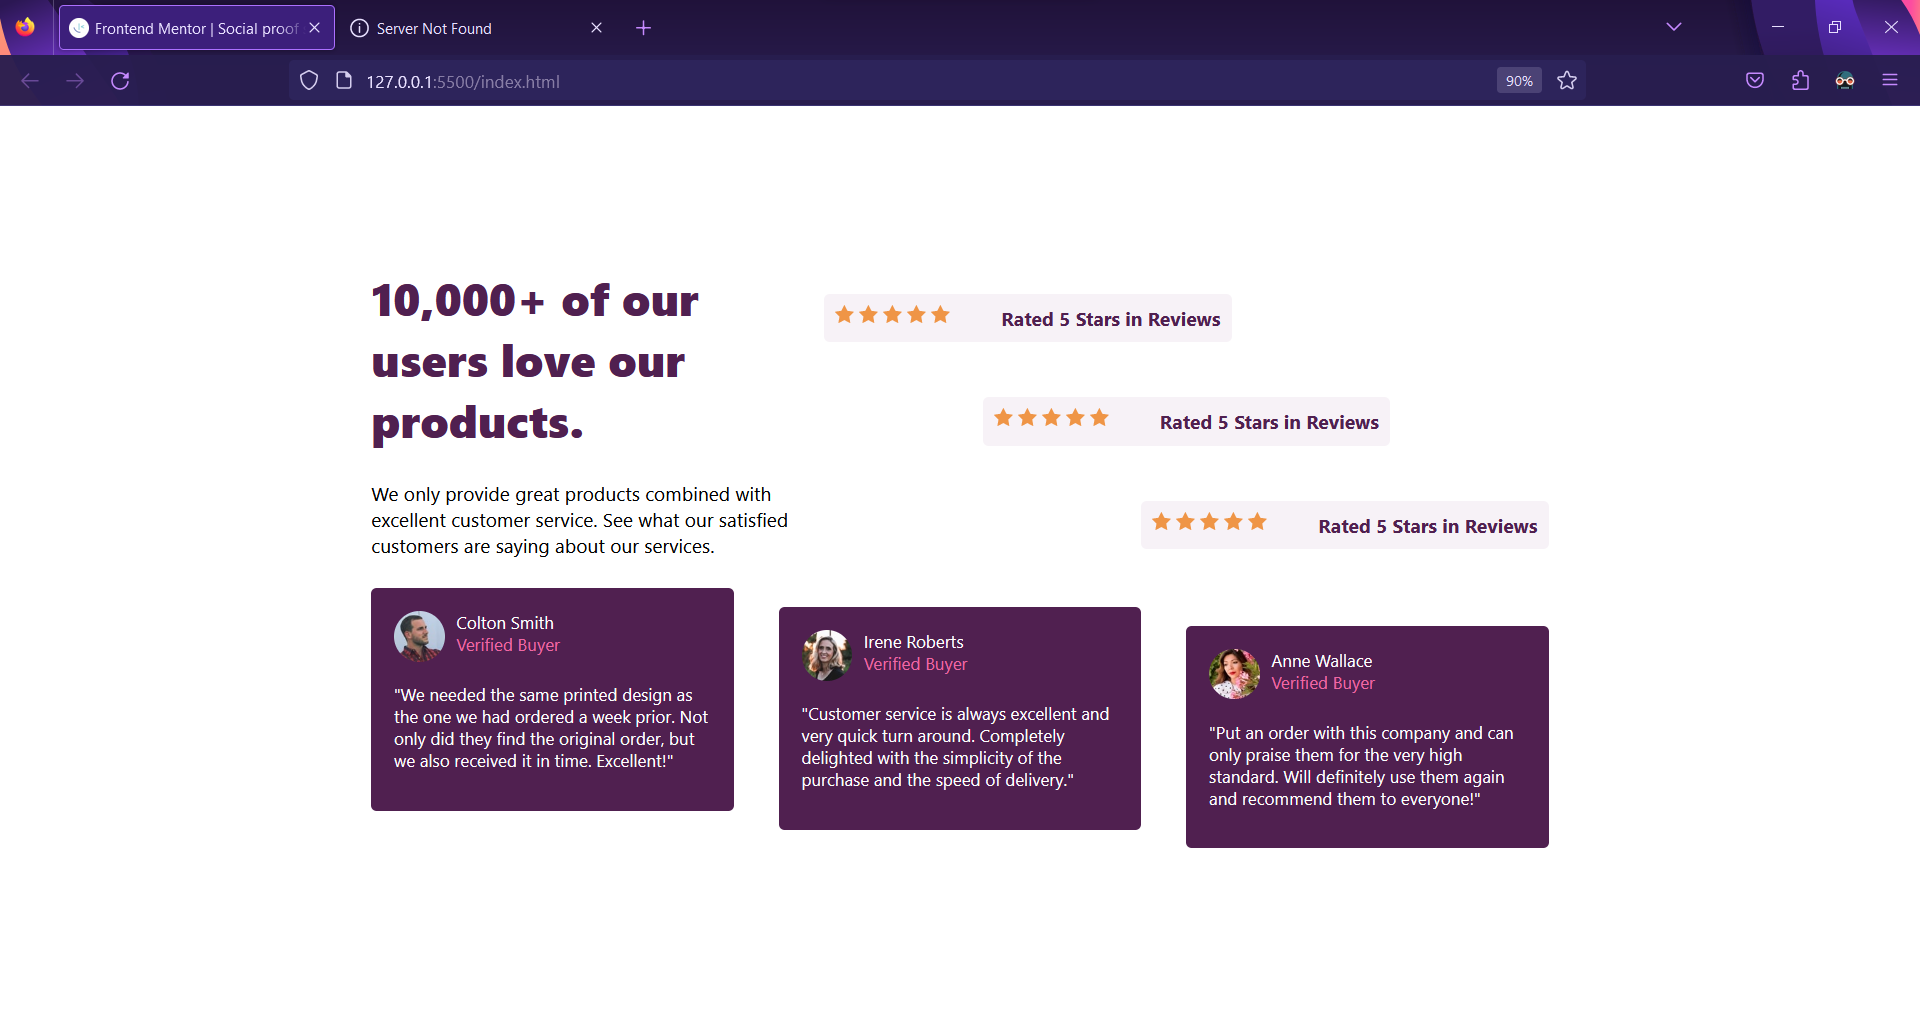 Frontend Mentor | Social proof
Server Not Found
127.0.0.1:5500/index.html
90%
10,000+ of our
users love our
products.
We only provide great products combined with
excellent customer service. See what our satisfied
customers are saying about our services.
Rated 5 Stars in Reviews
Rated 5 Stars in Reviews
Rated 5 Stars in Reviews
Colton Smith
Verified Buyer
"We needed the same printed design as
the one we had ordered a week prior. Not
only did they find the original order, but
we also received it in time. Excellent!"
Irene Roberts
Verified Buyer
"Customer service is always excellent and
very quick turn around. Completely
delighted with the simplicity of the
purchase and the speed of delivery."
Anne Wallace
Verified Buyer
"Put an order with this company and can
only praise them for the very high
standard. Will definitely use them again
and recommend them to everyone!"